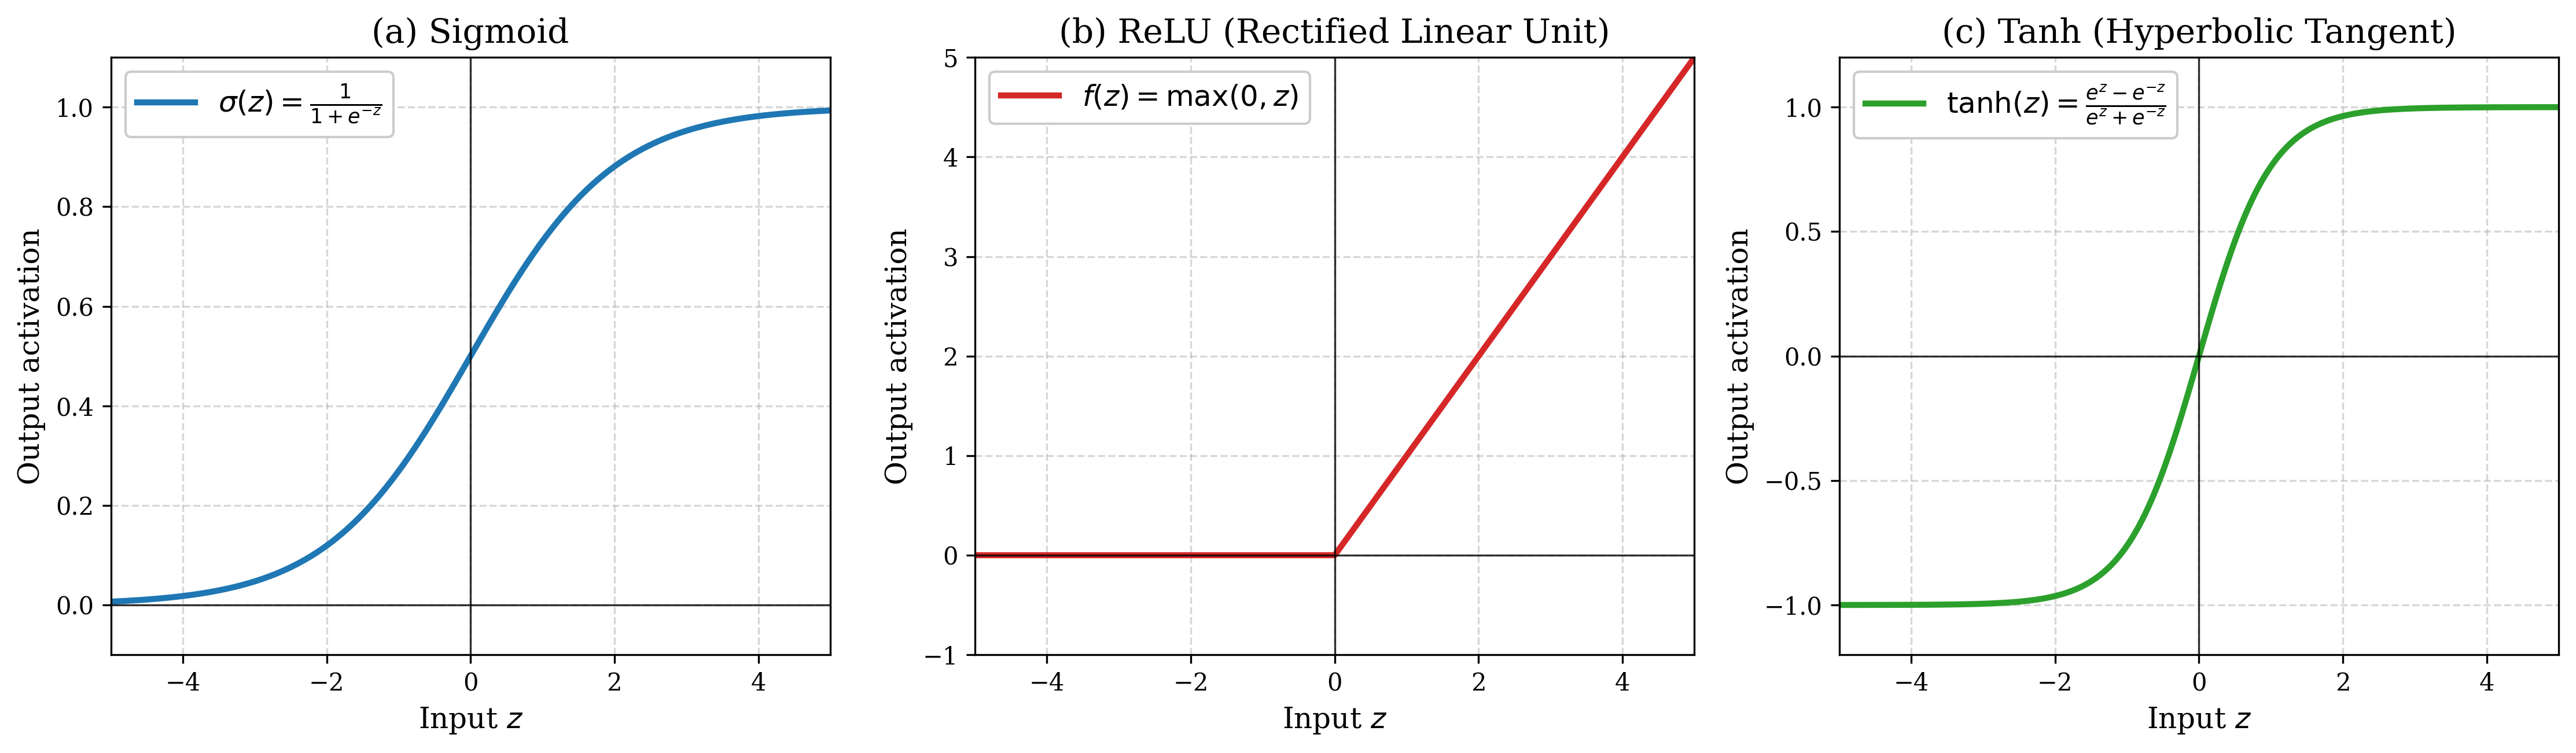 (a) Sigmoid
σ(z) = 1/(1 + e^−z)
1.0
0.8
0.6
0.4
0.2
0.0
Output activation
−4 −2 0 2 4
Input z
(b) ReLU (Rectified Linear Unit)
f(z) = max(0, z)
5
4
3
2
1
0
−1
Output activation
−4 −2 0 2 4
Input z
(c) Tanh (Hyperbolic Tangent)
tanh(z) = (e^z − e^−z)/(e^z + e^−z)
1.0
0.5
0.0
−0.5
−1.0
Output activation
−4 −2 0 2 4
Input z